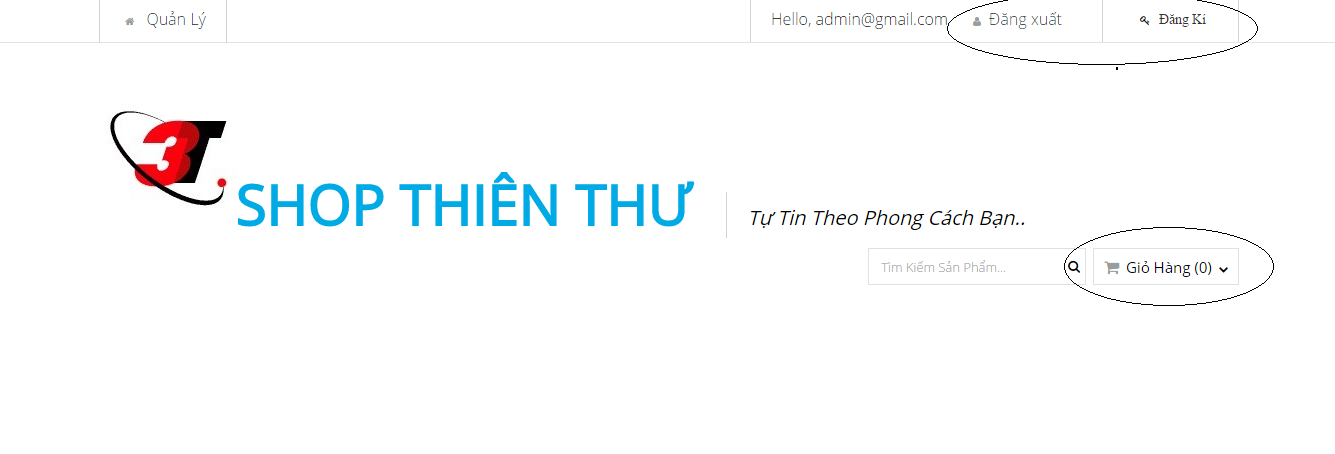 Quản Lý
Hello, admin@gmail.com
Đăng xuất
Đăng Kí
3T
SHOP THIÊN THƯ
Tự Tin Theo Phong Cách Bạn..
Tìm Kiếm Sản Phẩm...
Giỏ Hàng (0)